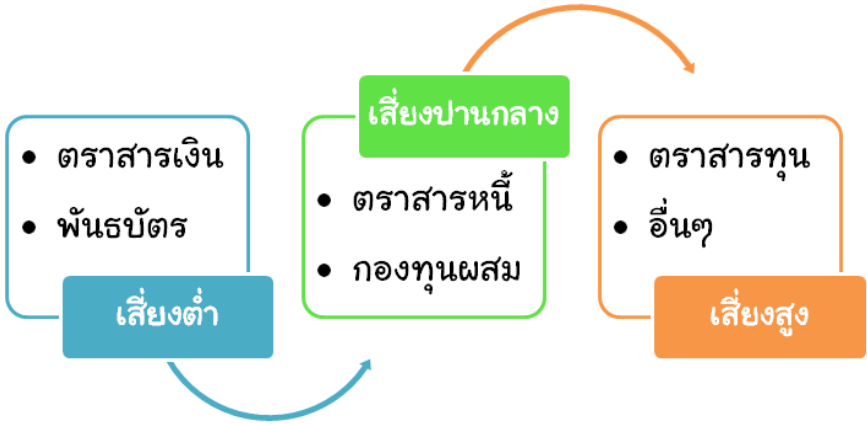 ตราสารเงิน
พันธบัตร
เสี่ยงต่ำ
เสี่ยงปานกลาง
ตราสารหนี้
กองทุนผสม
ตราสารทุน
อื่นๆ
เสี่ยงสูง